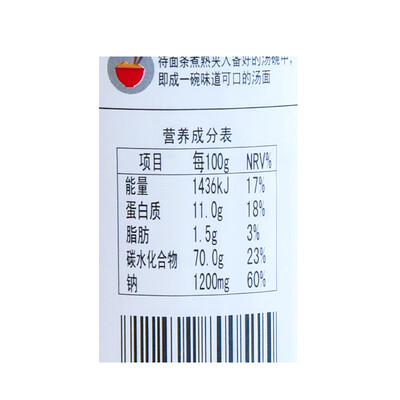 待面条煮熟夹入备好的汤碗中，
即成一碗味道可口的汤面
营养成分表
项目 每100g NRV%
能量 1436kJ 17%
蛋白质 11.0g 18%
脂肪 1.5g 3%
碳水化合物 70.0g 23%
钠 1200mg 60%